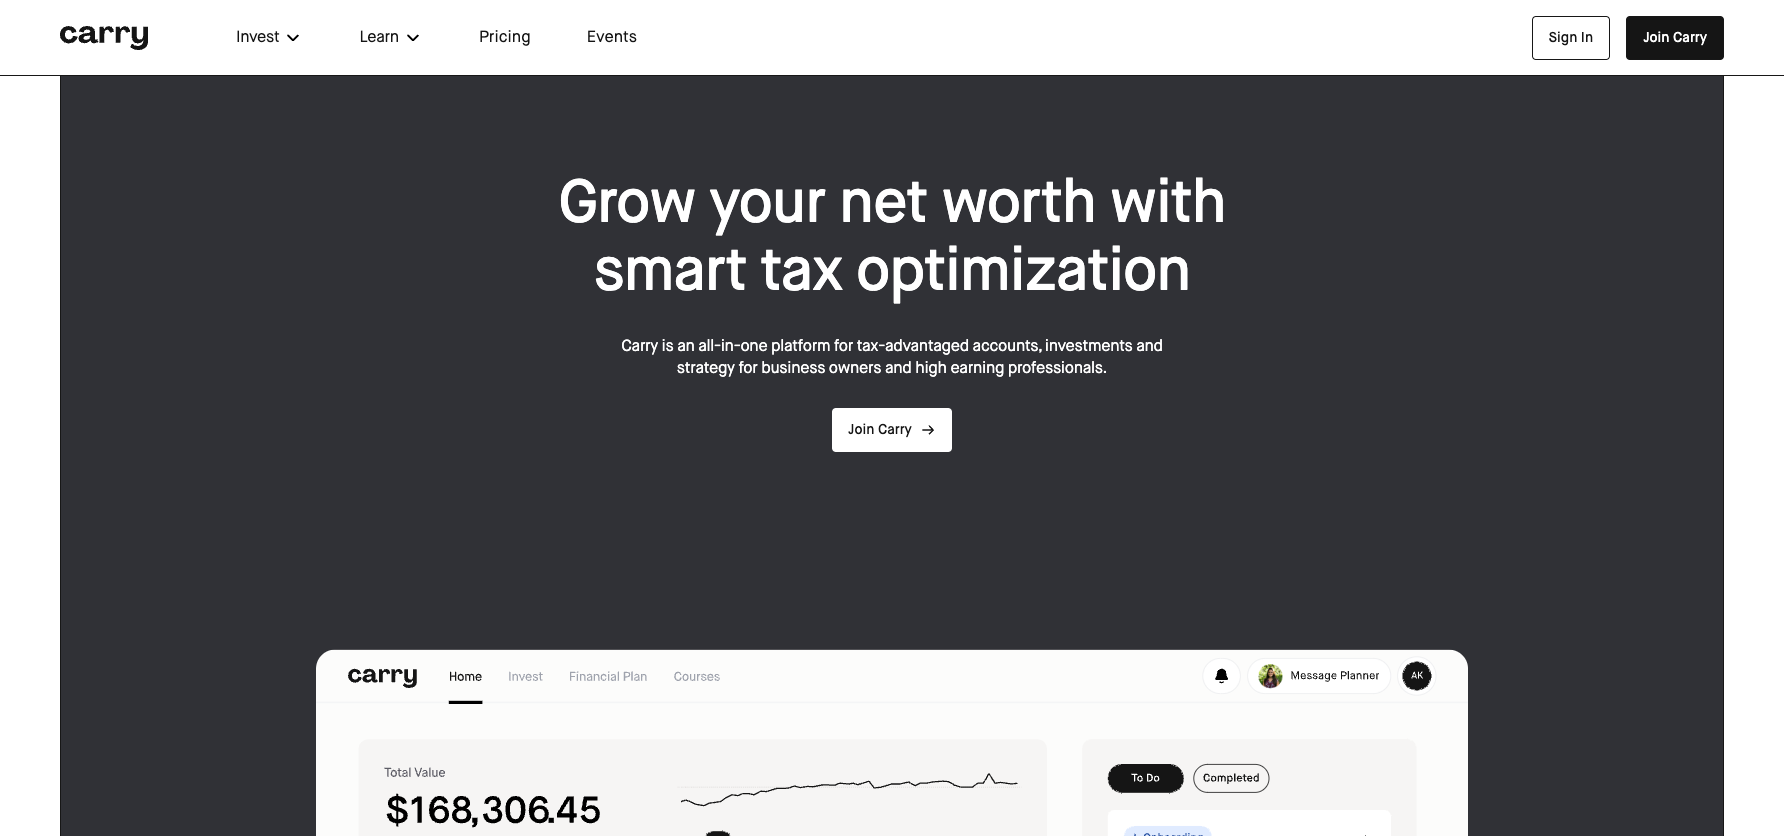 carry
Invest
Learn
Pricing
Events
Sign In
Join Carry
Grow your net worth with
smart tax optimization
Carry is an all-in-one platform for tax-advantaged accounts, investments and
strategy for business owners and high earning professionals.
Join Carry
carry
Home
Invest
Financial Plan
Courses
Message Planner
AK
Total Value
$168,306.45
To Do
Completed
Onboarding